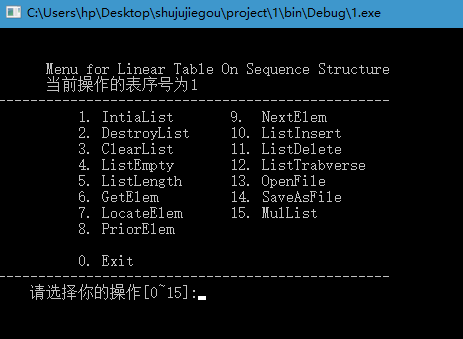 C:\Users\hp\Desktop\shujujiegou\project\1\bin\Debug\1.exe
Menu for Linear Table On Sequence Structure
当前操作的表序号为1
-------------------------------------------------
1. IntiaList 9. NextElem
2. DestroyList 10. ListInsert
3. ClearList 11. ListDelete
4. ListEmpty 12. ListTrabverse
5. ListLength 13. OpenFile
6. GetElem 14. SaveAsFile
7. LocateElem 15. MulList
8. PriorElem
0. Exit
-------------------------------------------------
请选择你的操作[0~15]:_